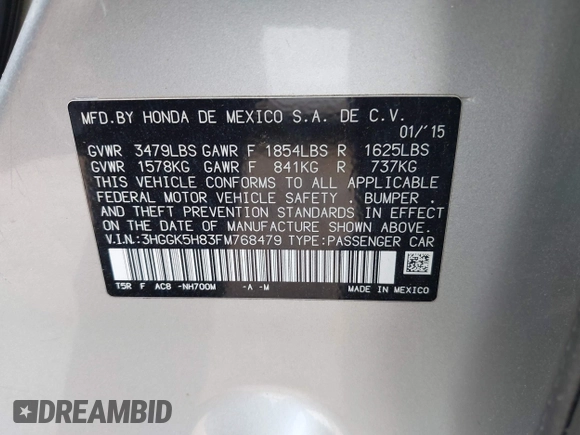 MFD.BY HONDA DE MEXICO S.A. DE C.V.
01/'15
GVWR 3479LBS GAWR F 1854LBS R 1625LBS
GVWR 1578KG GAWR F 841KG R 737KG
THIS VEHICLE CONFORMS TO ALL APPLICABLE
FEDERAL MOTOR VEHICLE SAFETY . BUMPER .
AND THEFT PREVENTION STANDARDS IN EFFECT
ON THE DATE OF MANUFACTURE SHOWN ABOVE.
V.I.N:3HGGK5H83FM768479 TYPE:PASSENGER CAR
T5R F AC8 -NH700M -A -M
MADE IN MEXICO
DREAMBID